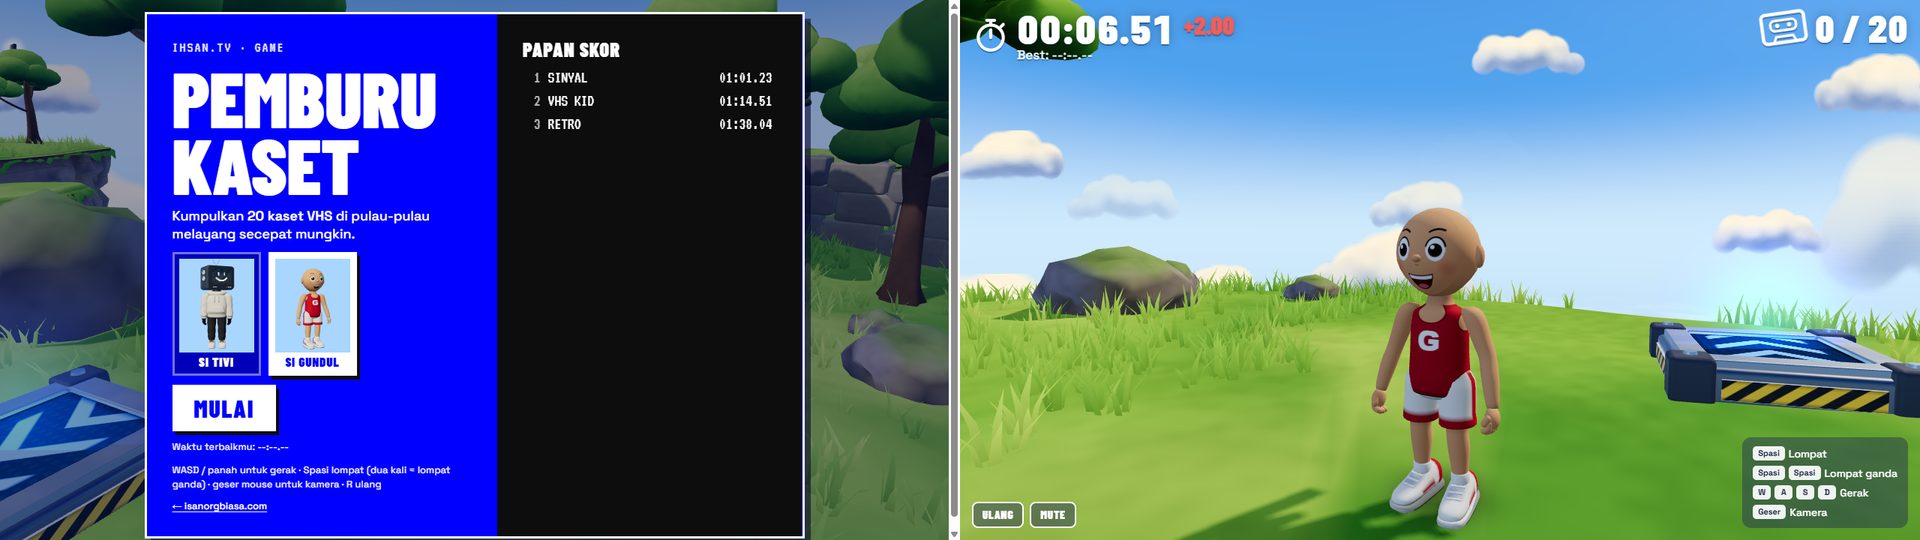 IHSAN.TV · GAME
PEMBURU
KASET
Kumpulkan 20 kaset VHS di pulau-pulau
melayang secepat mungkin.
SI TIVI
SI GUNDUL
MULAI
Waktu terbaikmu: --:--.--
WASD / panah untuk gerak · Spasi lompat (dua kali = lompat
ganda) · geser mouse untuk kamera · R ulang
← isanorgbiasa.com
PAPAN SKOR
1 SINYAL 01:01.23
2 VHS KID 01:14.51
3 RETRO 01:38.04
00:06.51 +2.00
Best: --:--.--
0 / 20
G
ULANG
MUTE
Spasi Lompat
Spasi Spasi Lompat ganda
W A S D Gerak
Geser Kamera